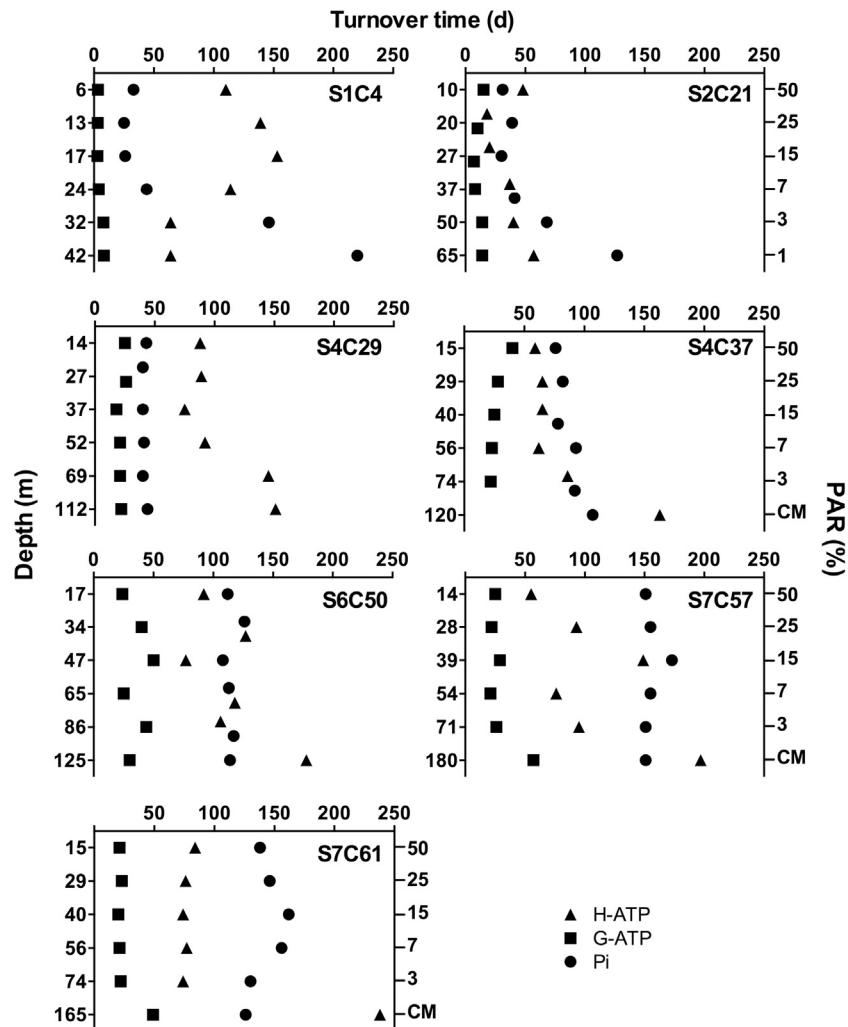 Turnover time (d)
0 50 100 150 200 250
0 50 100 150 200 250
6 S1C4
13
17
24
32
42
10 S2C21 50
20 25
27 15
37 7
50 3
65 1
0 50 100 150 200 250
0 50 100 150 200 250
14 S4C29
27
37
52
69
112
15 S4C37 50
29 25
40 15
56 7
74 3
120 CM
Depth (m)
PAR (%)
0 50 100 150 200 250
0 50 100 150 200 250
17 S6C50
34
47
65
86
125
14 S7C57 50
28 25
39 15
54 7
71 3
180 CM
50 100 150 200 250
15 S7C61 50
29 25
40 15
56 7
74 3
165 CM
H-ATP
G-ATP
Pi